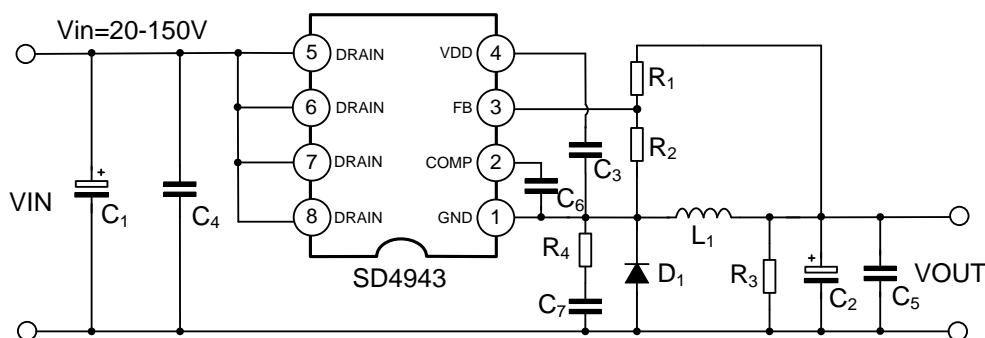 Vin=20-150V
5 DRAIN VDD 4
R1
6 DRAIN FB 3
R2
7 DRAIN COMP 2
C3
VIN
C1
C4
C6
8 DRAIN GND 1
L1
R4
SD4943
D1
R3
VOUT
C7
C2
C5
+
+